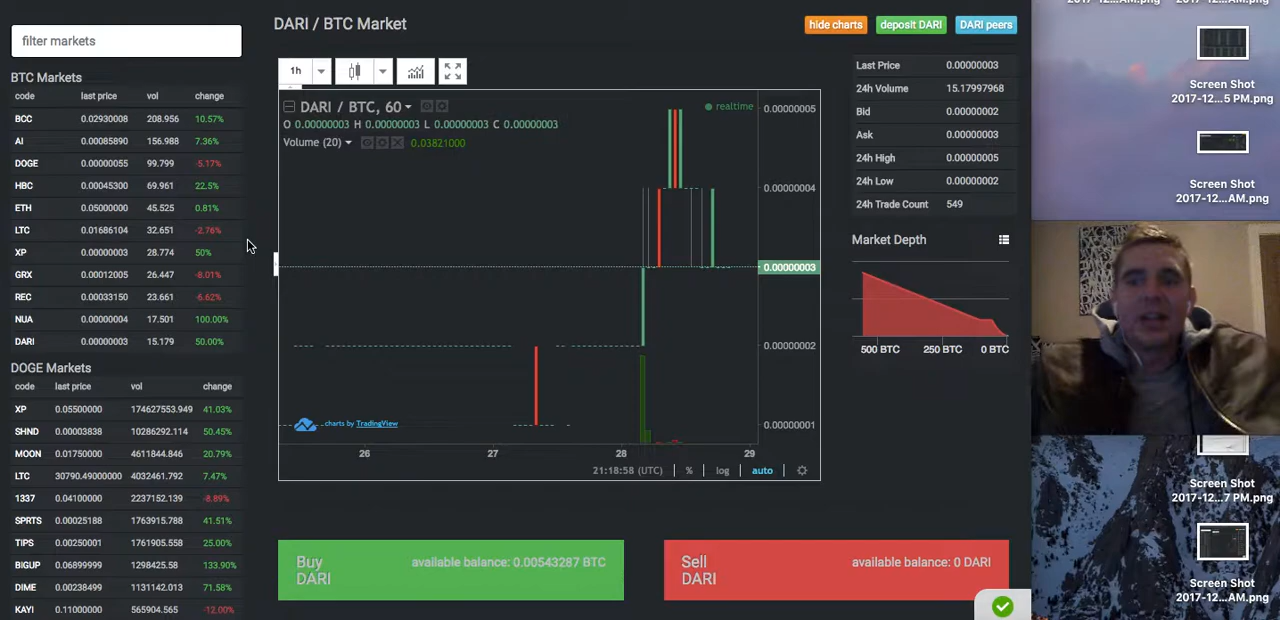 DARI / BTC Market
hide charts
deposit DARI
DARI peers
filter markets
BTC Markets
code last price vol change
BCC 0.02930008 208.956 10.57%
AI 0.00085890 156.988 7.36%
DOGE 0.00000055 99.799 -5.17%
HBC 0.00045300 69.961 22.5%
ETH 0.05000000 45.525 0.81%
LTC 0.01686104 32.651 -2.76%
XP 0.00000003 28.774 50%
GRX 0.00012005 26.447 -8.01%
REC 0.00033150 23.661 -6.62%
NUA 0.00000004 17.501 100.00%
DARI 0.00000003 15.179 50.00%
DOGE Markets
code last price vol change
XP 0.05500000 174627553.949 41.03%
SHND 0.00003838 10286292.114 50.45%
MOON 0.01750000 4611844.846 20.79%
LTC 30790.49000000 4032461.792 7.47%
1337 0.04100000 2237152.139 -8.89%
SPRTS 0.00025188 1763915.788 41.51%
TIPS 0.00250001 1761905.558 25.00%
BIGUP 0.06899999 1298425.58 133.90%
DIME 0.00238499 1131142.013 71.58%
KAYI 0.11000000 565904.565 -12.00%
1h
DARI / BTC, 60
realtime
O 0.00000003 H 0.00000003 L 0.00000003 C 0.00000003
Volume (20) 0.03821000
0.00000005
0.00000004
0.00000003
0.00000002
0.00000001
charts by TradingView
26 27 28 29
21:18:58 (UTC) % log auto
Last Price 0.00000003
24h Volume 15.17997968
Bid 0.00000002
Ask 0.00000003
24h High 0.00000005
24h Low 0.00000002
24h Trade Count 549
Market Depth
500 BTC 250 BTC 0 BTC
Buy
DARI
available balance: 0.00543287 BTC
Sell
DARI
available balance: 0 DARI
Screen Shot
2017-12...5 PM.png
Screen Shot
2017-12...AM.png
Screen Shot
2017-12...7 PM.png
Screen Shot
2017-12...AM.png